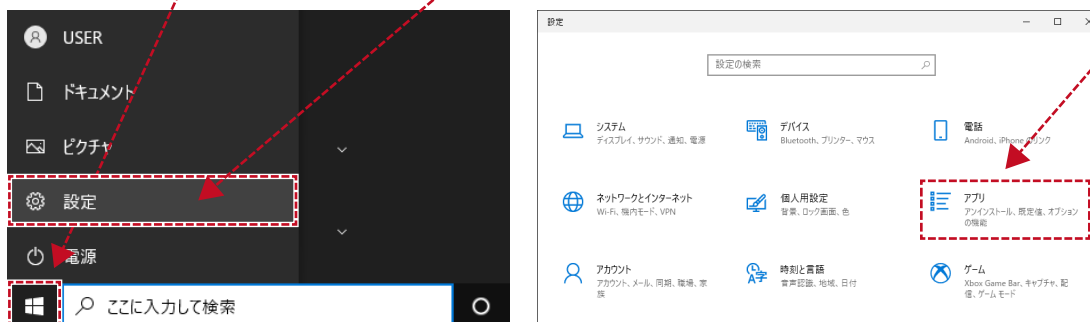 USER
ドキュメント
ピクチャ
設定
電源
ここに入力して検索
設定
設定の検索
システム
ディスプレイ、サウンド、通知、電源
デバイス
Bluetooth、プリンター、マウス
電話
Android、iPhone のリンク
ネットワークとインターネット
Wi-Fi、機内モード、VPN
個人用設定
背景、ロック画面、色
アプリ
アンインストール、既定値、オプション
の機能
アカウント
アカウント、メール、同期、職場、家
族
時刻と言語
音声認識、地域、日付
ゲーム
Xbox Game Bar、キャプチャ、配
信、ゲーム モード